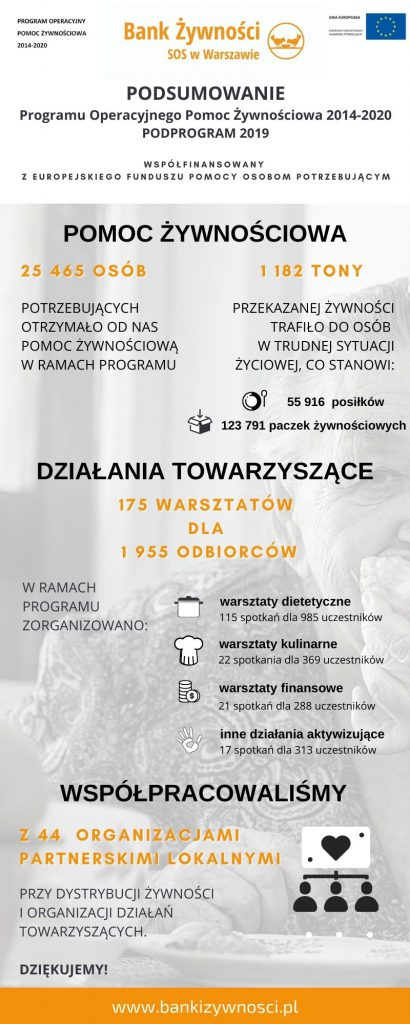 PROGRAM OPERACYJNY
POMOC ŻYWNOŚCIOWA
2014-2020
Bank Żywności
SOS w Warszawie
UNIA EUROPEJSKA
PODSUMOWANIE
Programu Operacyjnego Pomoc Żywnościowa 2014-2020
PODPROGRAM 2019
WSPÓŁFINANSOWANY
Z EUROPEJSKIEGO FUNDUSZU POMOCY OSOBOM POTRZEBUJĄCYM
POMOC ŻYWNOŚCIOWA
25 465 OSÓB
POTRZEBUJĄCYCH
OTRZYMAŁO OD NAS
POMOC ŻYWNOŚCIOWĄ
W RAMACH PROGRAMU
1 182 TONY
PRZEKAZANEJ ŻYWNOŚCI
TRAFIŁO DO OSÓB
W TRUDNEJ SYTUACJI
ŻYCIOWEJ, CO STANOWI:
55 916 posiłków
123 791 paczek żywnościowych
DZIAŁANIA TOWARZYSZĄCE
175 WARSZTATÓW
DLA
1 955 ODBIORCÓW
W RAMACH
PROGRAMU
ZORGANIZOWANO:
warsztaty dietetyczne
115 spotkań dla 985 uczestników
warsztaty kulinarne
22 spotkania dla 369 uczestników
warsztaty finansowe
21 spotkań dla 288 uczestników
inne działania aktywizujące
17 spotkań dla 313 uczestników
WSPÓŁPRACOWALIŚMY
Z 44 ORGANIZACJAMI
PARTNERSKIMI LOKALNYMI
PRZY DYSTRYBUCJI ŻYWNOŚCI
I ORGANIZACJI DZIAŁAŃ
TOWARZYSZĄCYCH.
DZIĘKUJEMY!
www.bankizywnosci.pl